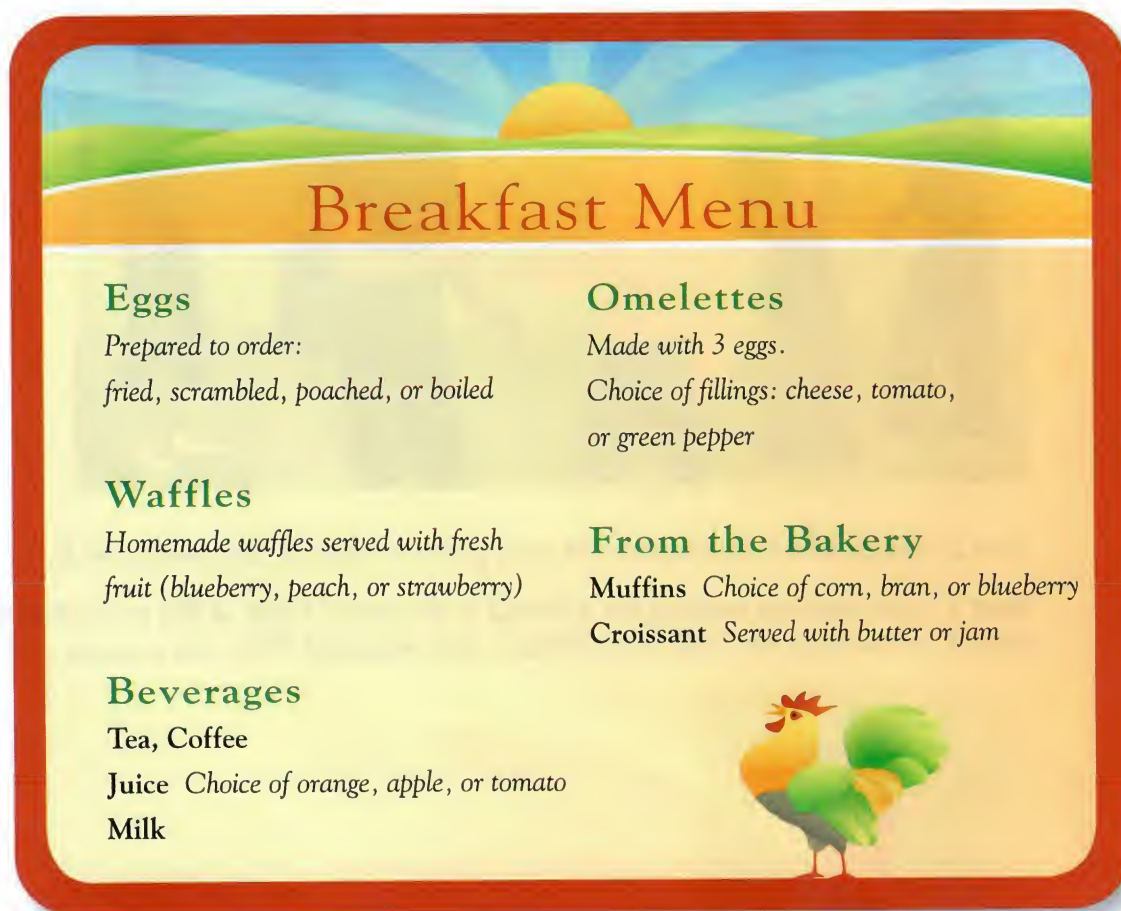 Breakfast Menu
Eggs
Prepared to order:
fried, scrambled, poached, or boiled
Waffles
Homemade waffles served with fresh
fruit (blueberry, peach, or strawberry)
Beverages
Tea, Coffee
Juice Choice of orange, apple, or tomato
Milk
Omelettes
Made with 3 eggs.
Choice of fillings: cheese, tomato,
or green pepper
From the Bakery
Muffins Choice of corn, bran, or blueberry
Croissant Served with butter or jam